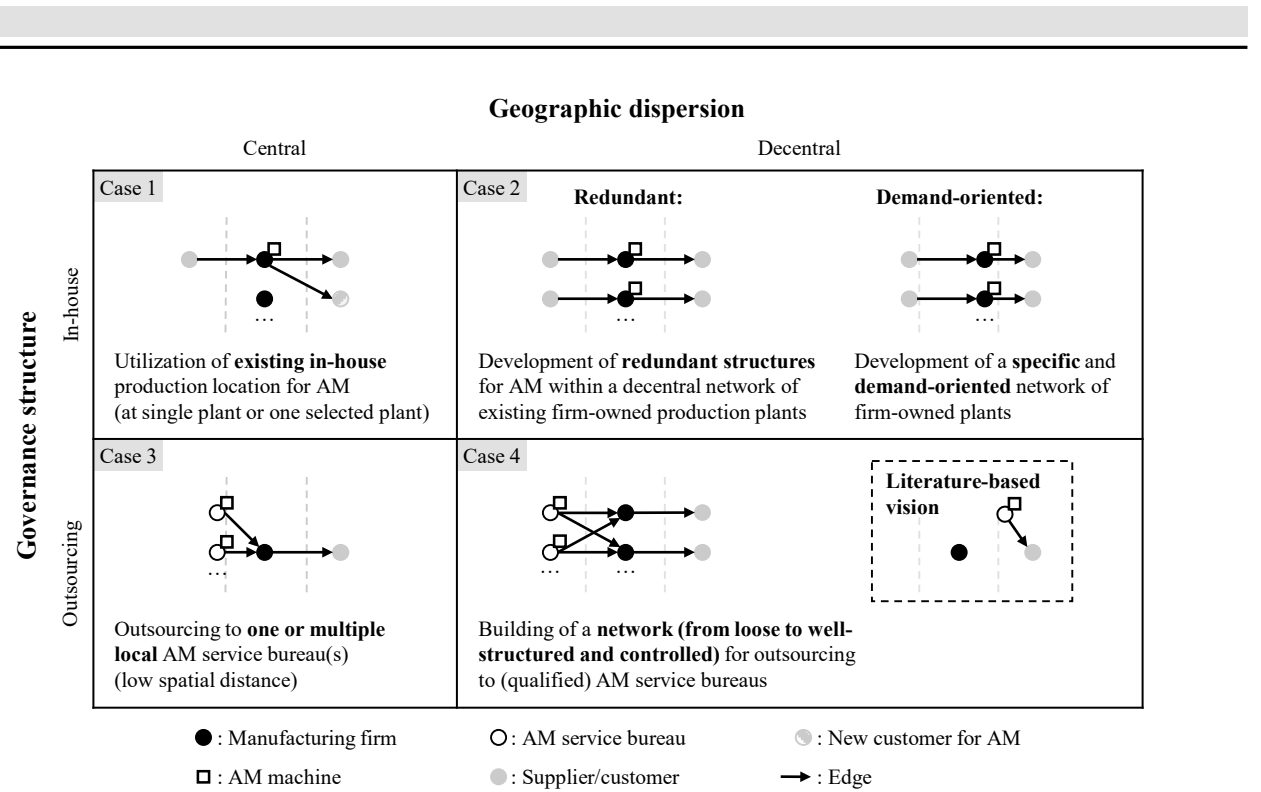 Geographic dispersion
Central
Decentral
Governance structure
In-house
Outsourcing
Case 1
…
Utilization of existing in-house
production location for AM
(at single plant or one selected plant)
Case 2
Redundant:
…
Development of redundant structures
for AM within a decentral network of
existing firm-owned production plants
Demand-oriented:
…
Development of a specific and
demand-oriented network of
firm-owned plants
Case 3
…
Outsourcing to one or multiple
local AM service bureau(s)
(low spatial distance)
Case 4
… …
Building of a network (from loose to well-
structured and controlled) for outsourcing
to (qualified) AM service bureaus
Literature-based
vision
: Manufacturing firm
: AM service bureau
: New customer for AM
: AM machine
: Supplier/customer
: Edge